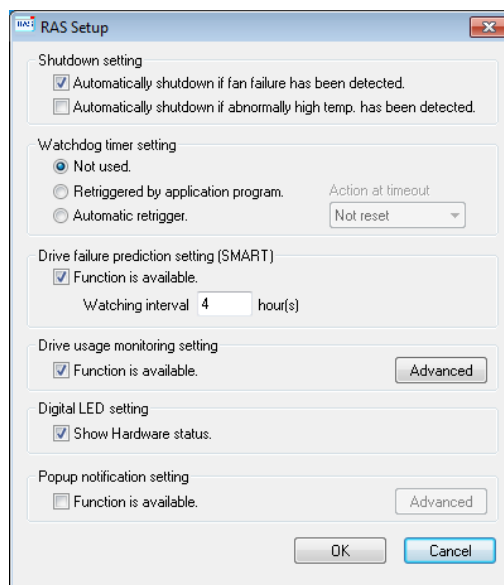 RAS Setup
Shutdown setting
Automatically shutdown if fan failure has been detected.
Automatically shutdown if abnormally high temp. has been detected.
Watchdog timer setting
Not used.
Retriggered by application program.
Action at timeout
Automatic retrigger.
Not reset
Drive failure prediction setting (SMART)
Function is available.
Watching interval 4 hour(s)
Drive usage monitoring setting
Function is available.
Advanced
Digital LED setting
Show Hardware status.
Popup notification setting
Function is available.
Advanced
OK
Cancel